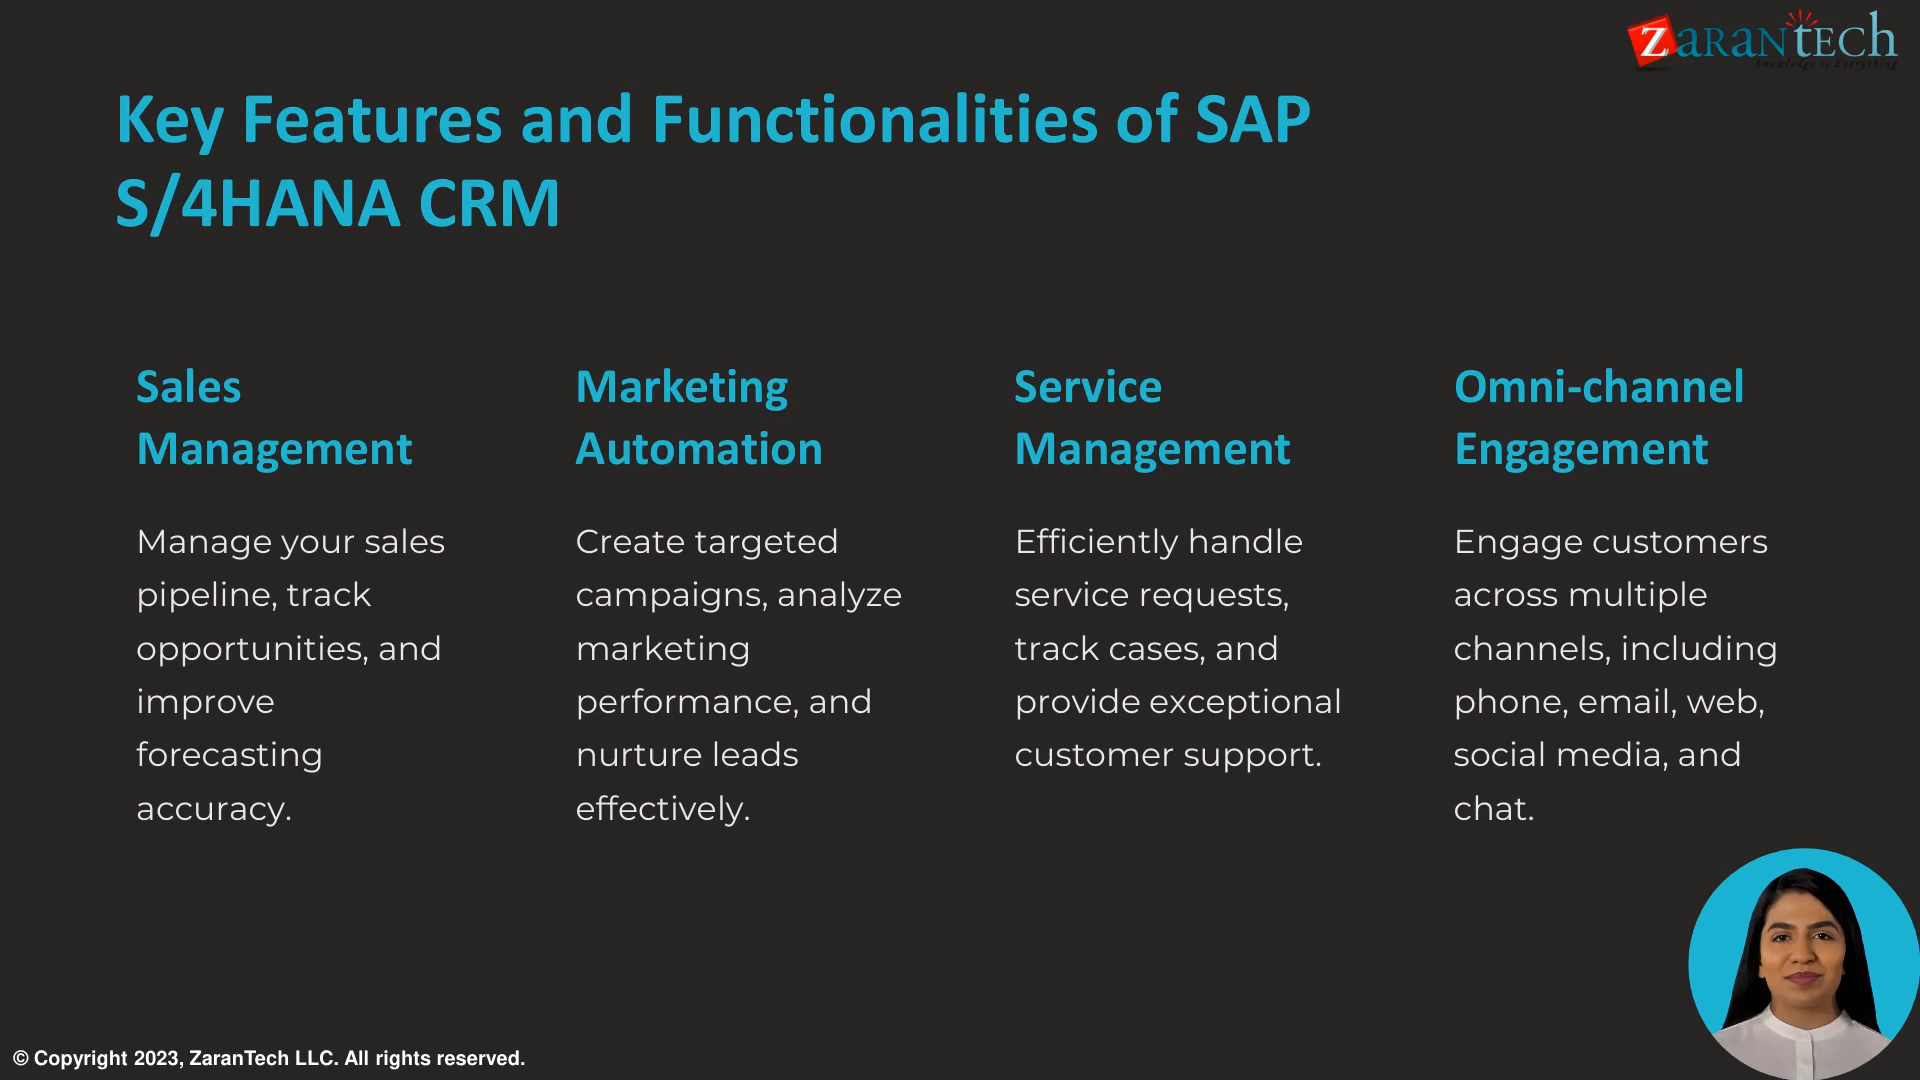 ZaranTech
knowledge is Everything
Key Features and Functionalities of SAP
S/4HANA CRM
Sales
Management
Manage your sales
pipeline, track
opportunities, and
improve
forecasting
accuracy.
Marketing
Automation
Create targeted
campaigns, analyze
marketing
performance, and
nurture leads
effectively.
Service
Management
Efficiently handle
service requests,
track cases, and
provide exceptional
customer support.
Omni-channel
Engagement
Engage customers
across multiple
channels, including
phone, email, web,
social media, and
chat.
© Copyright 2023, ZaranTech LLC. All rights reserved.